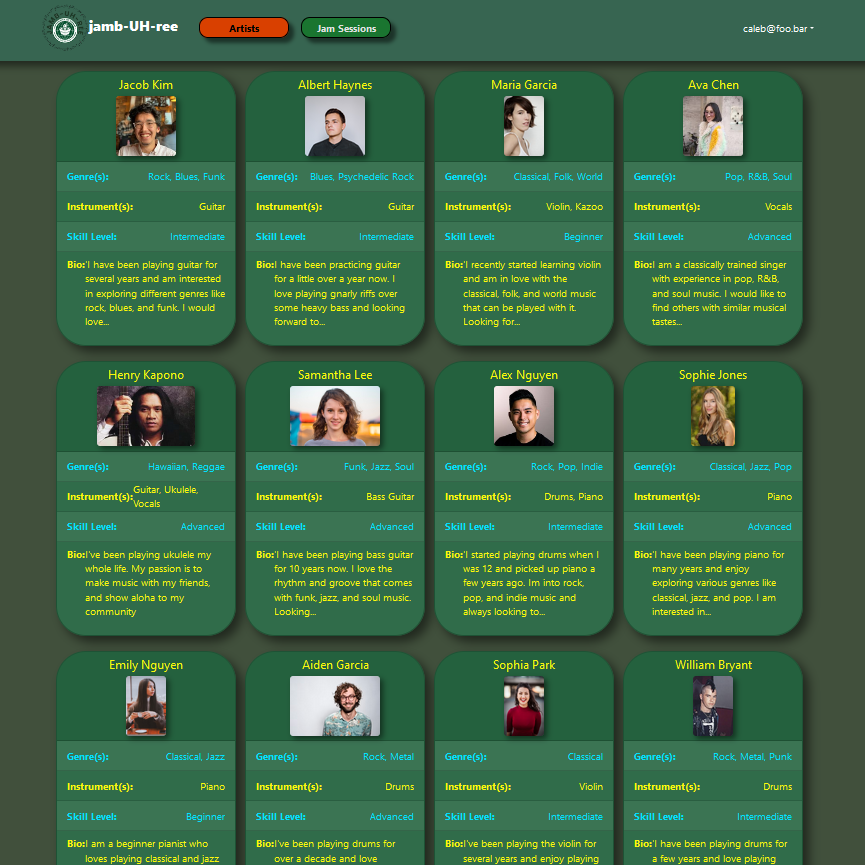 jamb-UH-ree
Artists
Jam Sessions
caleb@foo.bar
Jacob Kim
Genre(s): Rock, Blues, Funk
Instrument(s): Guitar
Skill Level: Intermediate
Bio:'I have been playing guitar for
several years and am interested
in exploring different genres like
rock, blues, and funk. I would
love...
Albert Haynes
Genre(s): Blues, Psychedelic Rock
Instrument(s): Guitar
Skill Level: Intermediate
Bio:I have been practicing guitar
for a little over a year now. I
love playing gnarly riffs over
some heavy bass and looking
forward to...
Maria Garcia
Genre(s): Classical, Folk, World
Instrument(s): Violin, Kazoo
Skill Level: Beginner
Bio:'I recently started learning violin
and am in love with the
classical, folk, and world music
that can be played with it.
Looking for...
Ava Chen
Genre(s): Pop, R&B, Soul
Instrument(s): Vocals
Skill Level: Advanced
Bio:I am a classically trained singer
with experience in pop, R&B,
and soul music. I would like to
find others with similar musical
tastes...
Henry Kapono
Genre(s): Hawaiian, Reggae
Instrument(s):Guitar, Ukulele,
Vocals
Skill Level: Advanced
Bio:I've been playing ukulele my
whole life. My passion is to
make music with my friends,
and show aloha to my
community
Samantha Lee
Genre(s): Funk, Jazz, Soul
Instrument(s): Bass Guitar
Skill Level: Advanced
Bio:'I have been playing bass guitar
for 10 years now. I love the
rhythm and groove that comes
with funk, jazz, and soul music.
Looking...
Alex Nguyen
Genre(s): Rock, Pop, Indie
Instrument(s): Drums, Piano
Skill Level: Intermediate
Bio:'I started playing drums when I
was 12 and picked up piano a
few years ago. Im into rock,
pop, and indie music and
always looking to...
Sophie Jones
Genre(s): Classical, Jazz, Pop
Instrument(s): Piano
Skill Level: Advanced
Bio:'I have been playing piano for
many years and enjoy
exploring various genres like
classical, jazz, and pop. I am
interested in...
Emily Nguyen
Genre(s): Classical, Jazz
Instrument(s): Piano
Skill Level: Beginner
Bio:I am a beginner pianist who
loves playing classical and jazz
Aiden Garcia
Genre(s): Rock, Metal
Instrument(s): Drums
Skill Level: Advanced
Bio:I've been playing drums for
over a decade and love
Sophia Park
Genre(s): Classical
Instrument(s): Violin
Skill Level: Intermediate
Bio:I've been playing the violin for
several years and enjoy playing
William Bryant
Genre(s): Rock, Metal, Punk
Instrument(s): Drums
Skill Level: Intermediate
Bio:'I have been playing drums for
a few years and love playing